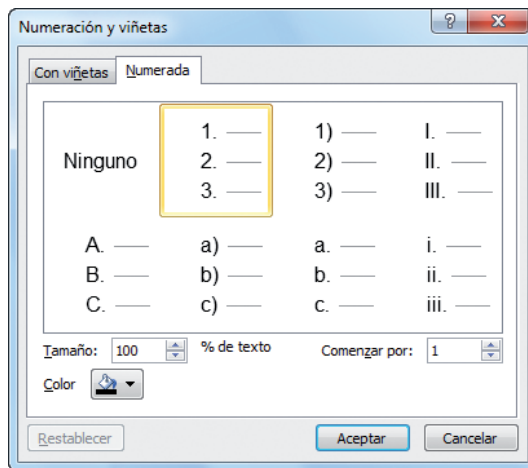 Numeración y viñetas
Con viñetas Numerada
Ninguno 1. 1) I.
2. 2) II.
3. 3) III.
A. a) a. i.
B. b) b. ii.
C. c) c. iii.
Tamaño: 100 % de texto Comenzar por: 1
Color
Restablecer Aceptar Cancelar